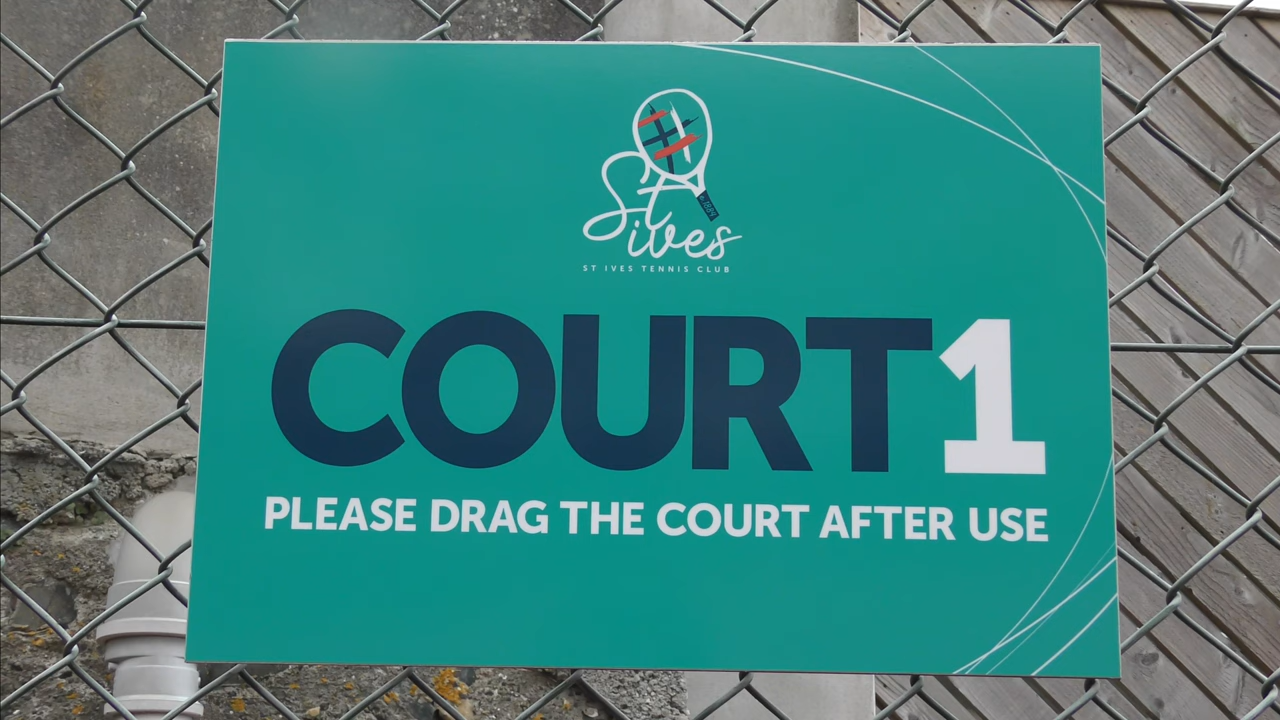 St
ives
ST IVES TENNIS CLUB
COURT1
PLEASE DRAG THE COURT AFTER USE